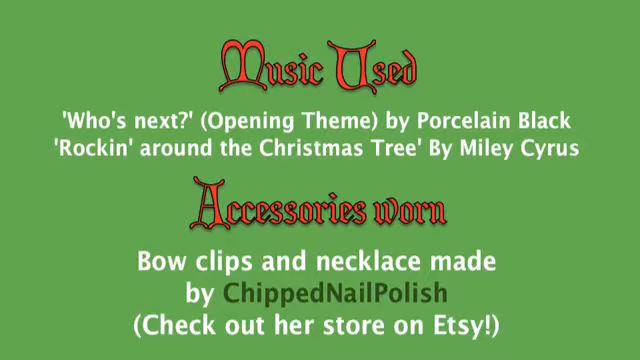 Music Used
'Who's next?' (Opening Theme) by Porcelain Black
'Rockin' around the Christmas Tree' By Miley Cyrus
Accessories worn
Bow clips and necklace made
by ChippedNailPolish
(Check out her store on Etsy!)